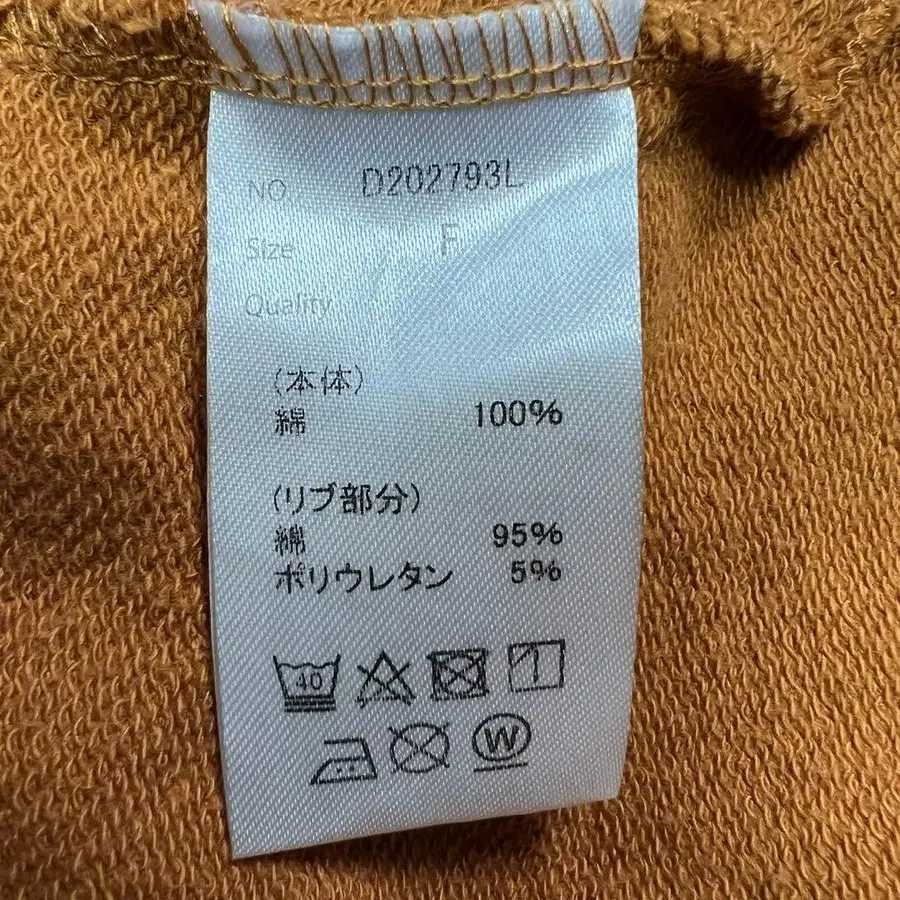 NO D202793L
Size F
Quality
(本体)
綿 100%
(リブ部分)
綿 95%
ポリウレタン 5%
40
W